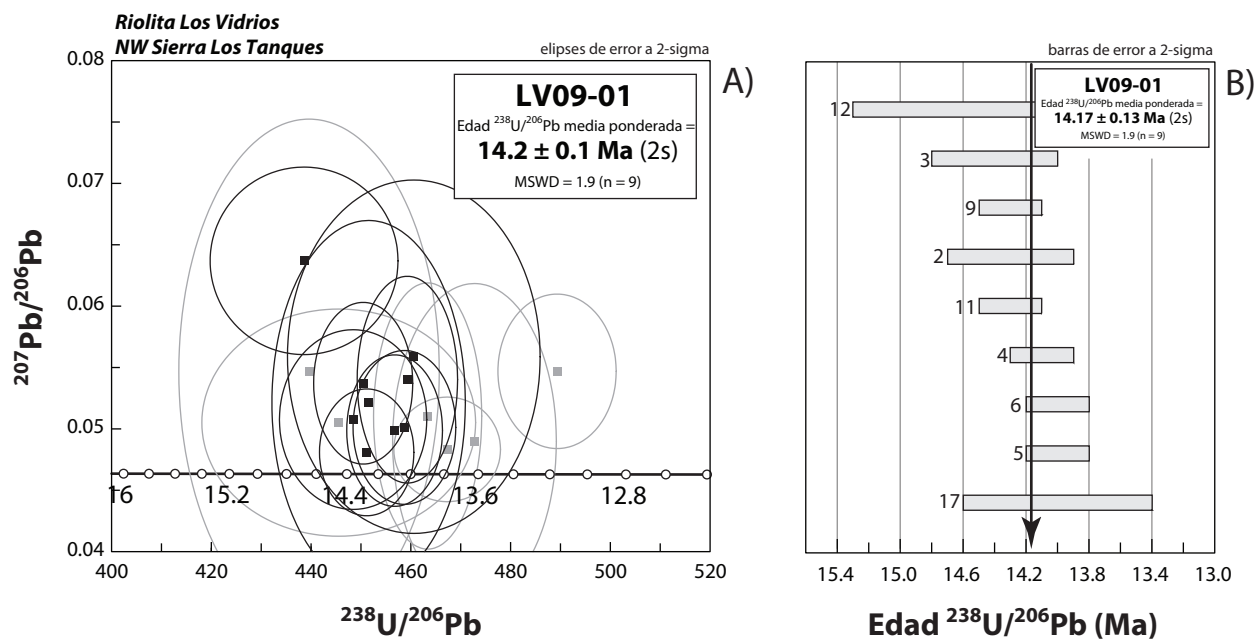 Riolita Los Vidrios
NW Sierra Los Tanques
elipses de error a 2-sigma
A)
LV09-01
Edad ²³⁸U/²⁰⁶Pb media ponderada =
14.2 ± 0.1 Ma (2s)
MSWD = 1.9 (n = 9)
0.08
0.07
0.06
0.05
0.04
²⁰⁷Pb/²⁰⁶Pb
16 15.2 14.4 13.6 12.8
400 420 440 460 480 500 520
²³⁸U/²⁰⁶Pb
barras de error a 2-sigma
B)
LV09-01
Edad ²³⁸U/²⁰⁶Pb media ponderada =
14.17 ± 0.13 Ma (2s)
MSWD = 1.9 (n = 9)
12
3
9
2
11
4
6
5
17
15.4 15.0 14.6 14.2 13.8 13.4 13.0
Edad ²³⁸U/²⁰⁶Pb (Ma)